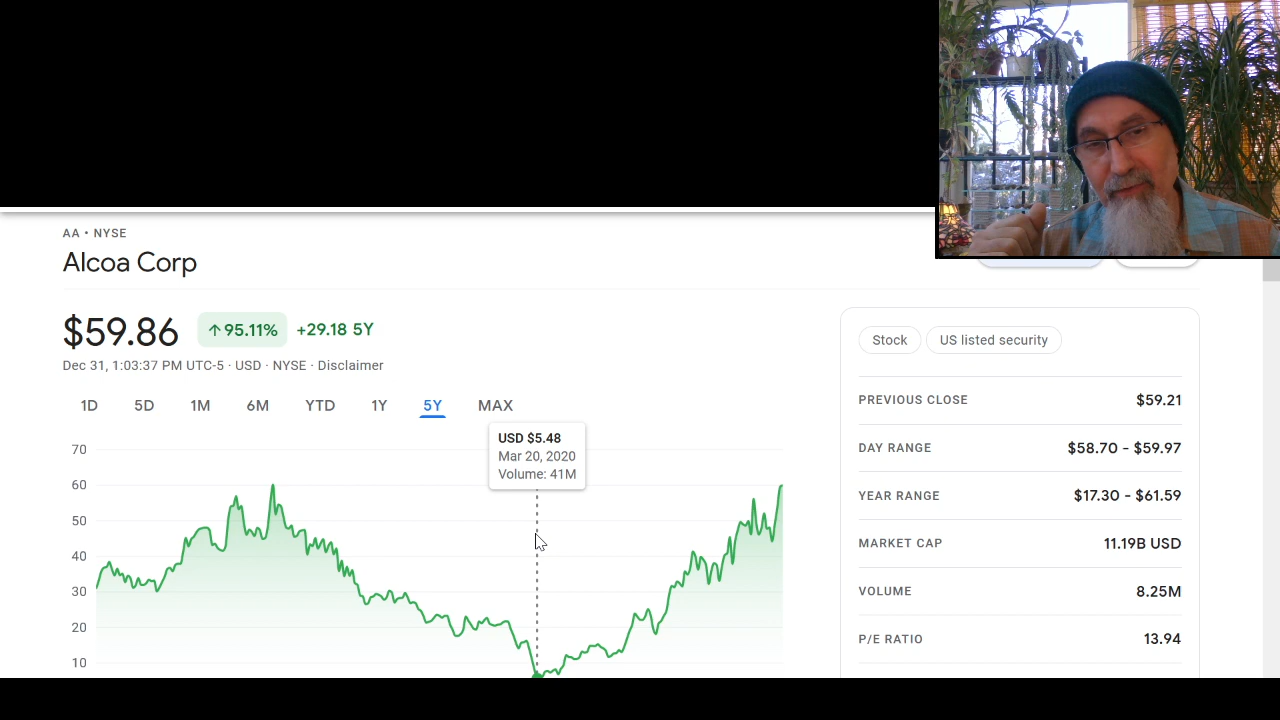 AA • NYSE
Alcoa Corp
$59.86 ↑ 95.11% +29.18 5Y
Dec 31, 1:03:37 PM UTC-5 · USD · NYSE · Disclaimer
1D 5D 1M 6M YTD 1Y 5Y MAX
USD $5.48
Mar 20, 2020
Volume: 41M
70
60
50
40
30
20
10
Stock US listed security
PREVIOUS CLOSE $59.21
DAY RANGE $58.70 - $59.97
YEAR RANGE $17.30 - $61.59
MARKET CAP 11.19B USD
VOLUME 8.25M
P/E RATIO 13.94